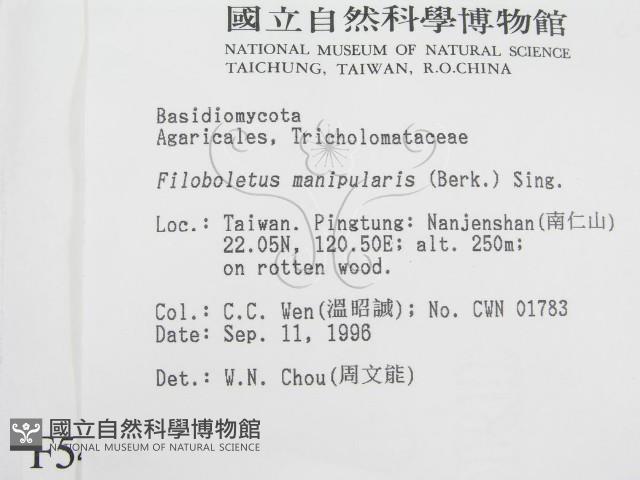 國立自然科學博物館
NATIONAL MUSEUM OF NATURAL SCIENCE
TAICHUNG, TAIWAN, R.O.CHINA
Basidiomycota
Agaricales, Tricholomataceae
Filoboletus manipularis (Berk.) Sing.
Loc.: Taiwan. Pingtung: Nanjenshan(南仁山)
22.05N, 120.50E; alt. 250m;
on rotten wood.
Col.: C.C. Wen(溫昭誠); No. CWN 01783
Date: Sep. 11, 1996
Det.: W.N. Chou(周文能)
國立自然科學博物館
NATIONAL MUSEUM OF NATURAL SCIENCE